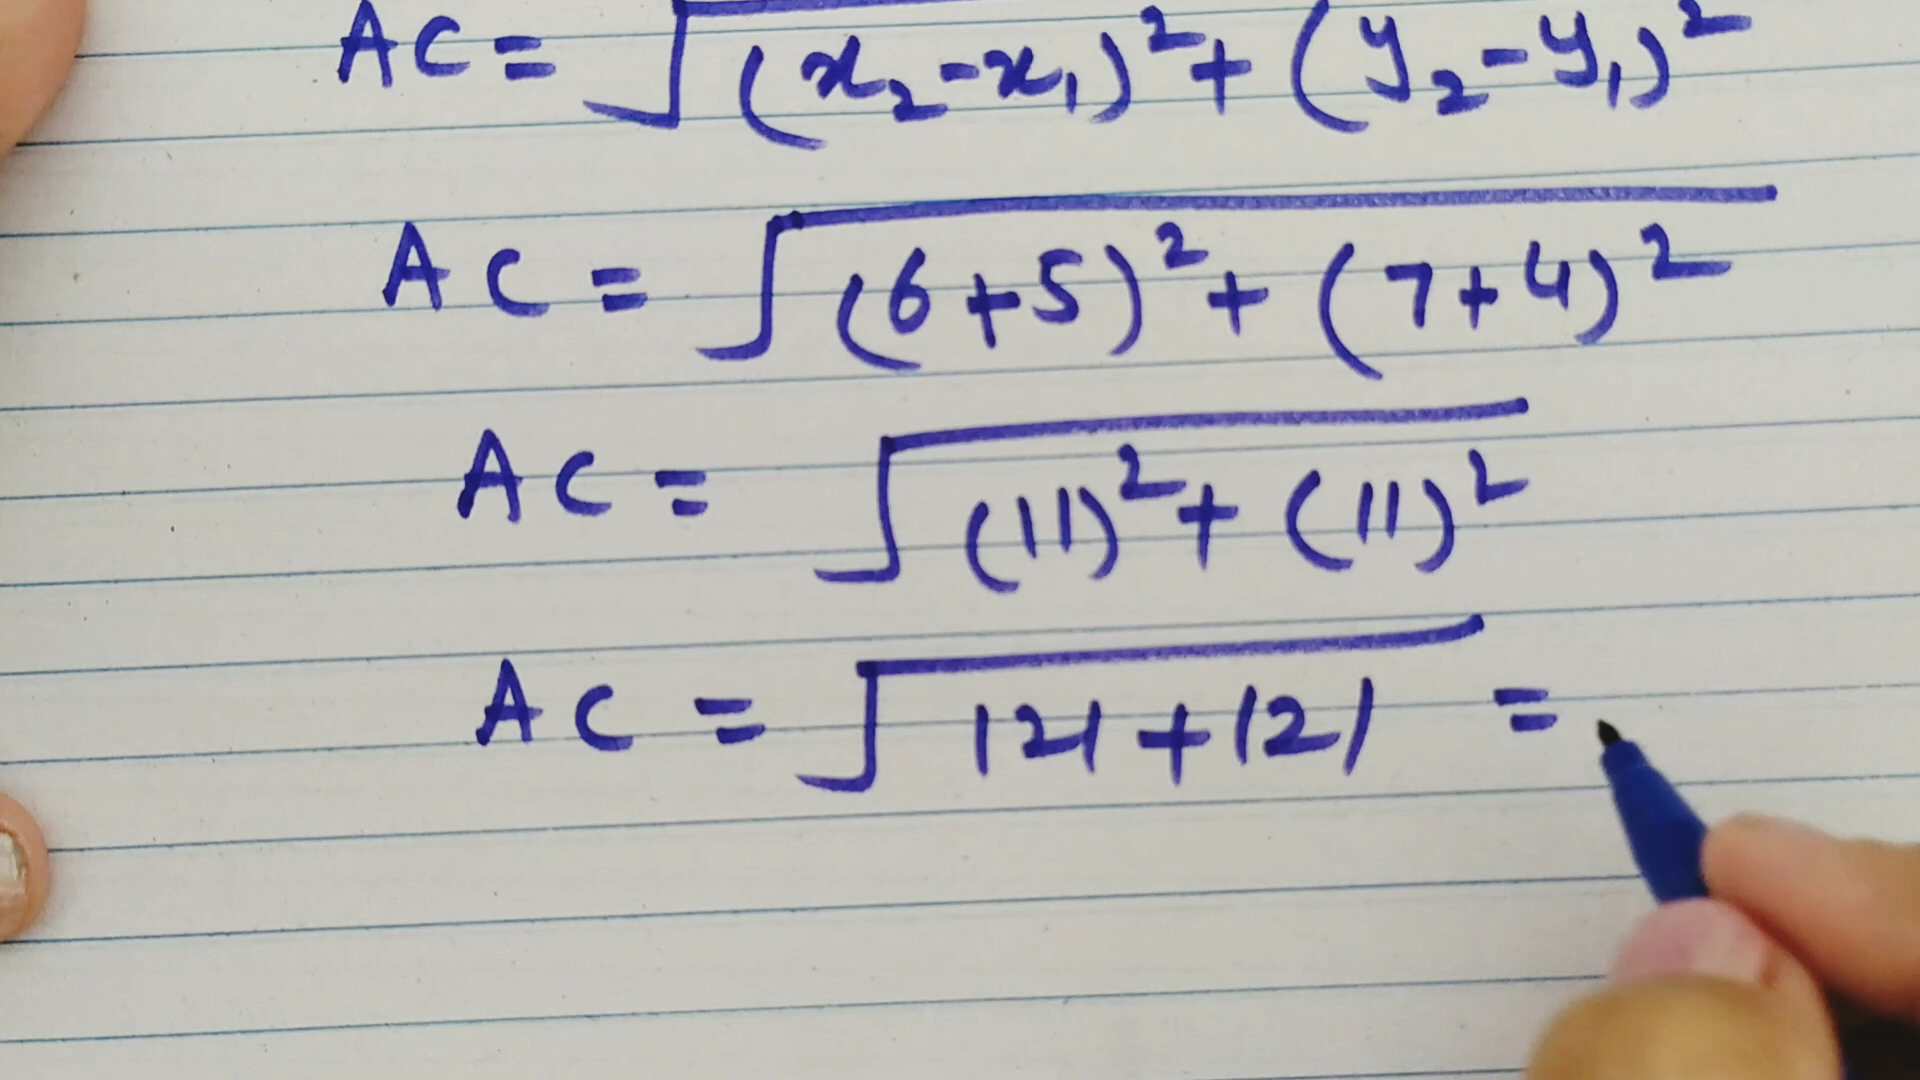 AC = √(x₂-x₁)² + (y₂-y₁)²
AC = √(6+5)² + (7+4)²
AC = √(11)² + (11)²
AC = √121+121 =